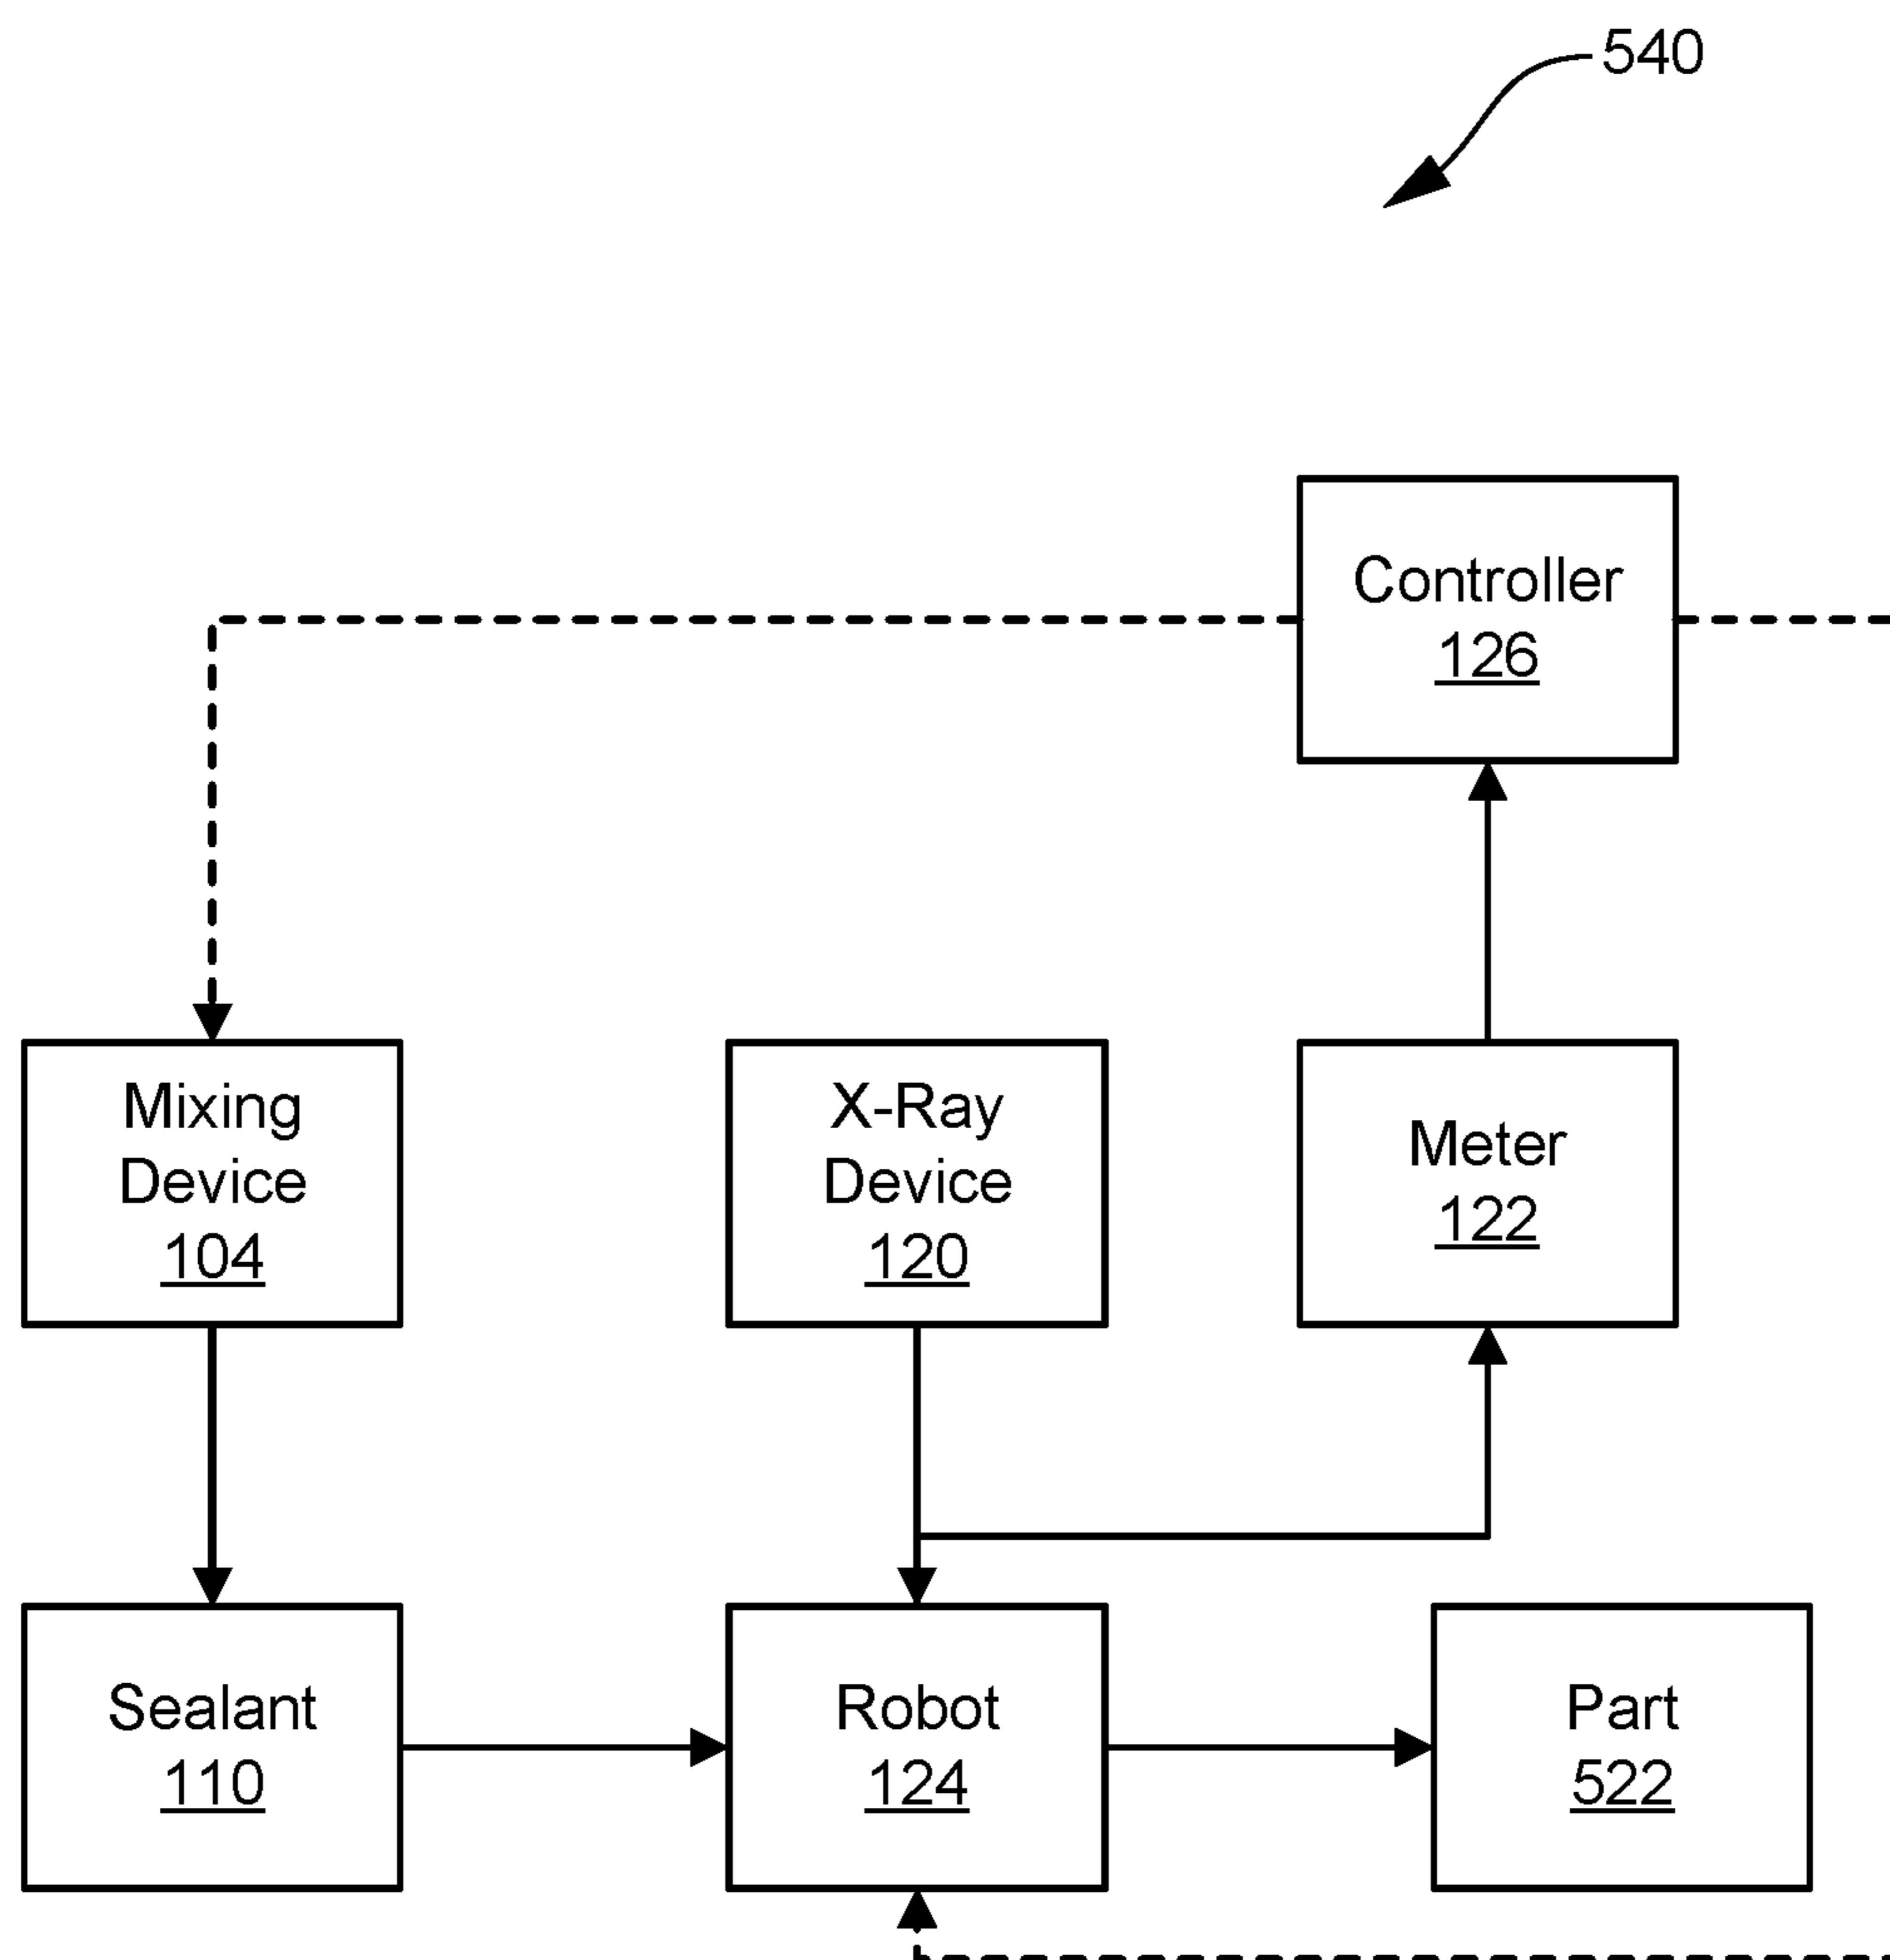 540
Controller
126
Mixing
Device
104
X-Ray
Device
120
Meter
122
Sealant
110
Robot
124
Part
522